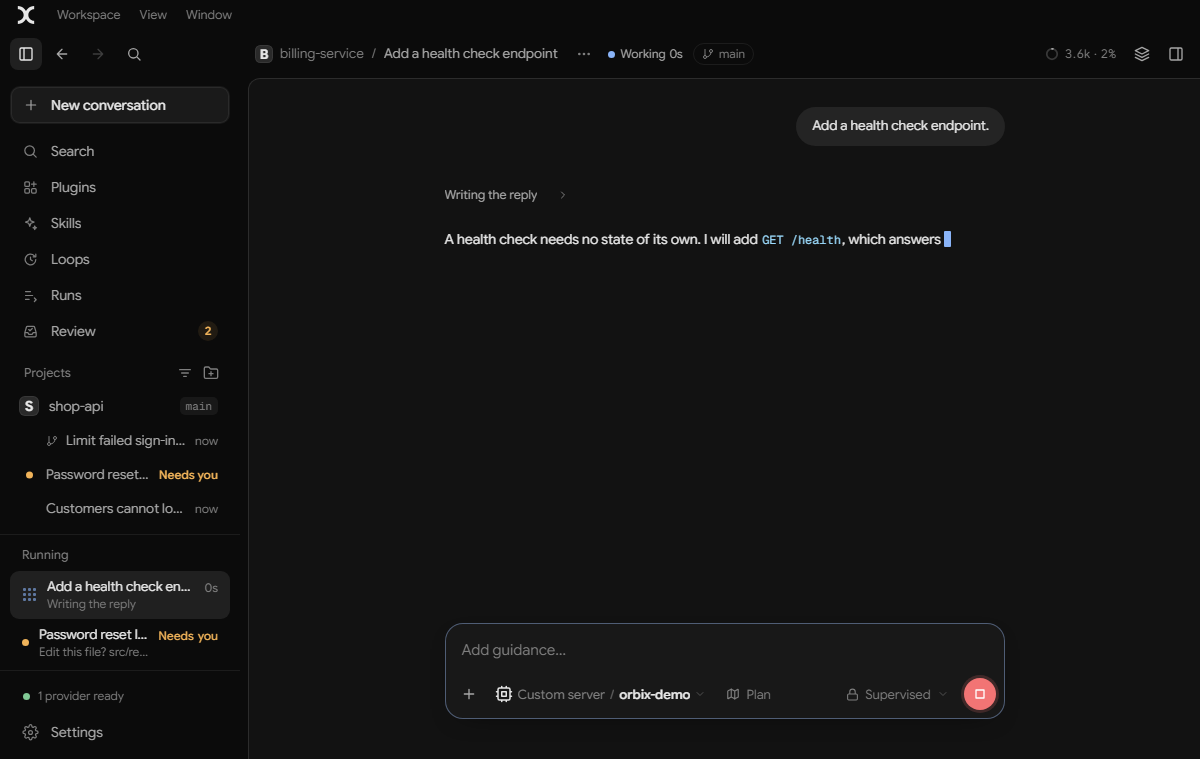 Workspace View Window
B billing-service / Add a health check endpoint ··· Working 0s main 3.6k · 2%
New conversation
Search
Plugins
Skills
Loops
Runs
Review 2
Projects
S shop-api main
Limit failed sign-in... now
Password reset... Needs you
Customers cannot lo... now
Running
Add a health check en... 0s
Writing the reply
Password reset l... Needs you
Edit this file? src/re...
1 provider ready
Settings
Add a health check endpoint.
Writing the reply
A health check needs no state of its own. I will add GET /health, which answers
Add guidance...
Custom server / orbix-demo Plan Supervised